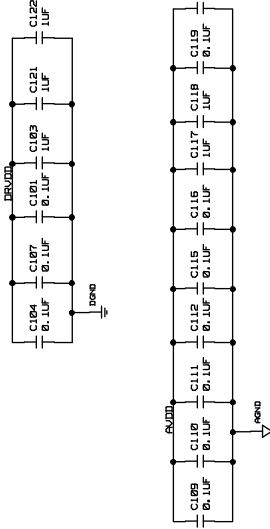 C122
1UF
C121
1UF
C103
1UF
DRVDD
C101
0.1UF
C107
0.1UF
C104
0.1UF
DGND
C119
0.1UF
C118
1UF
C117
1UF
C116
0.1UF
C115
0.1UF
C112
0.1UF
C111
0.1UF
AVDD
C110
0.1UF
C109
0.1UF
AGND